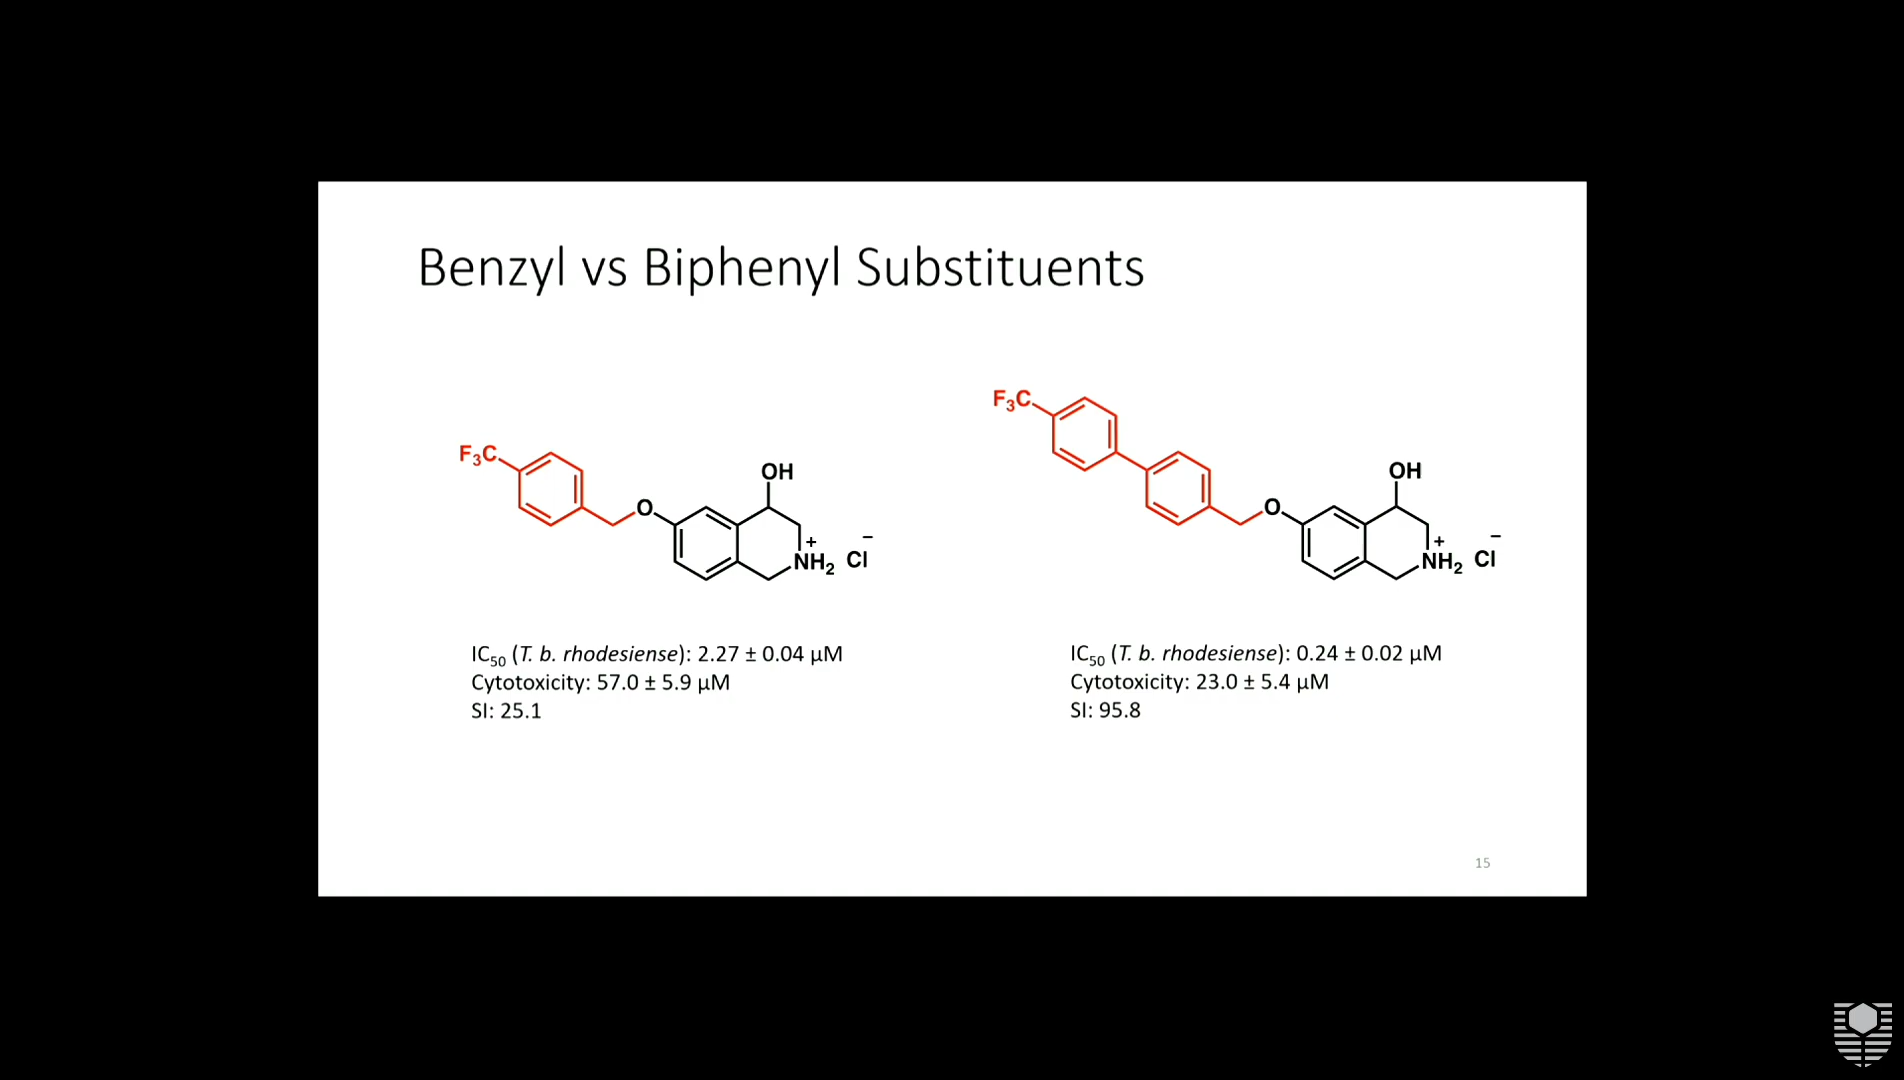 Benzyl vs Biphenyl Substituents
F₃C
O
OH
+
NH₂
Cl
−
F₃C
O
OH
+
NH₂
Cl
−
IC₅₀ (T. b. rhodesiense): 2.27 ± 0.04 µM
Cytotoxicity: 57.0 ± 5.9 µM
SI: 25.1
IC₅₀ (T. b. rhodesiense): 0.24 ± 0.02 µM
Cytotoxicity: 23.0 ± 5.4 µM
SI: 95.8
15